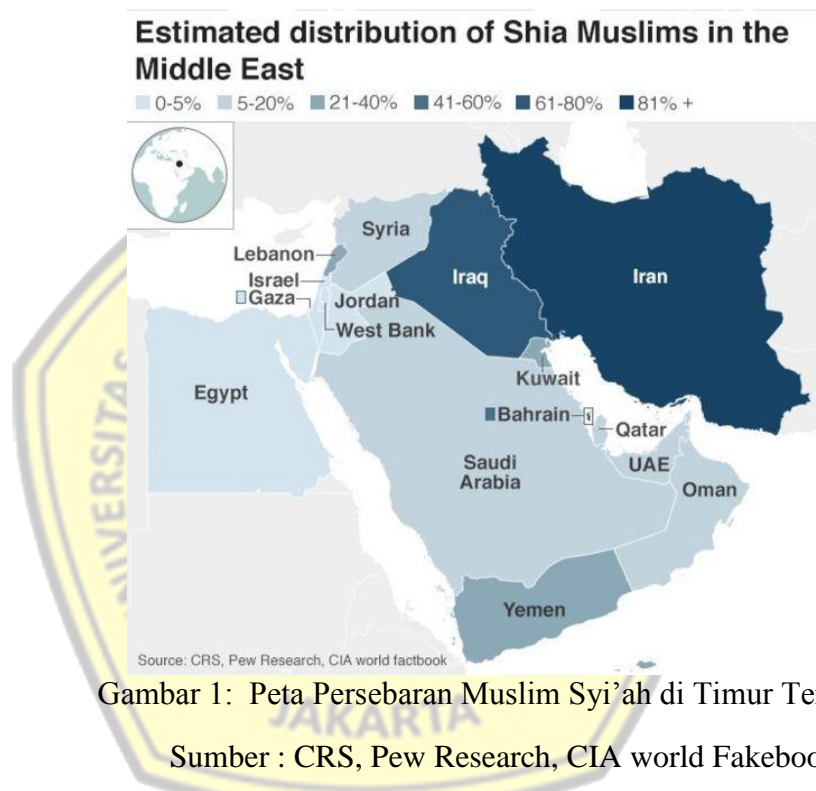 Estimated distribution of Shia Muslims in the
Middle East
0-5% 5-20% 21-40% 41-60% 61-80% 81% +
Syria
Lebanon
Iraq
Iran
Israel
Gaza
Jordan
West Bank
Kuwait
Egypt
Bahrain
Qatar
Saudi
Arabia
UAE
Oman
Yemen
Source: CRS, Pew Research, CIA world factbook
Gambar 1: Peta Persebaran Muslim Syi’ah di Timur
JAKARTA
Sumber : CRS, Pew Research, CIA world
UNIVERSITAS